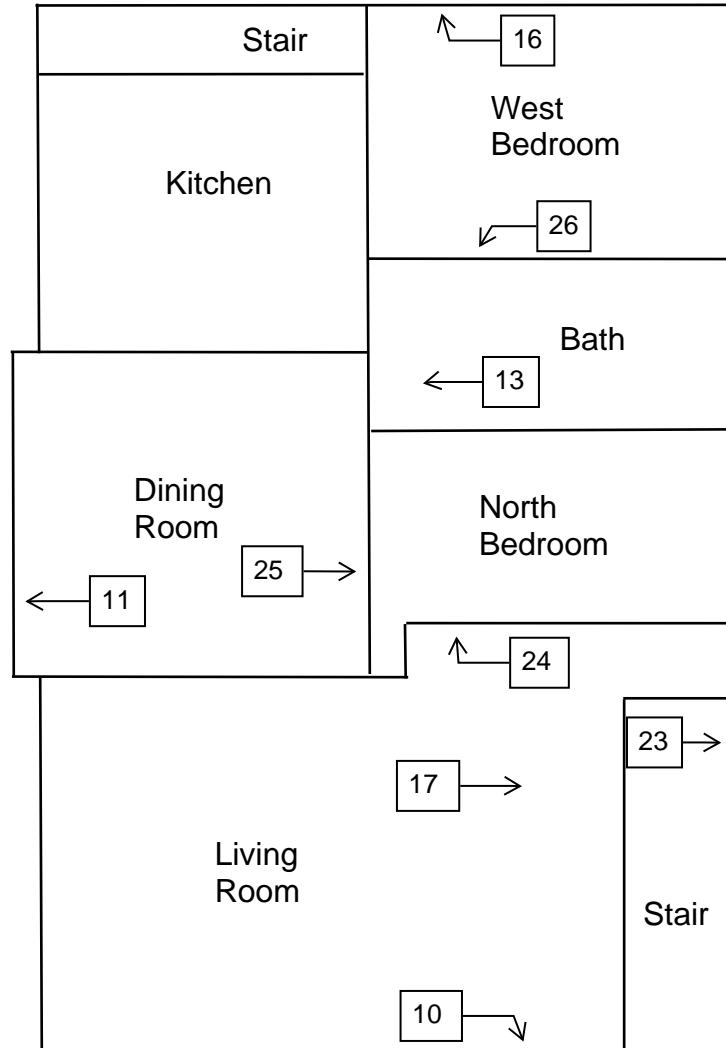 Stair
16
West
Bedroom
Kitchen
26
Bath
13
Dining
Room
North
Bedroom
25
11
24
23
17
Living
Room
Stair
10